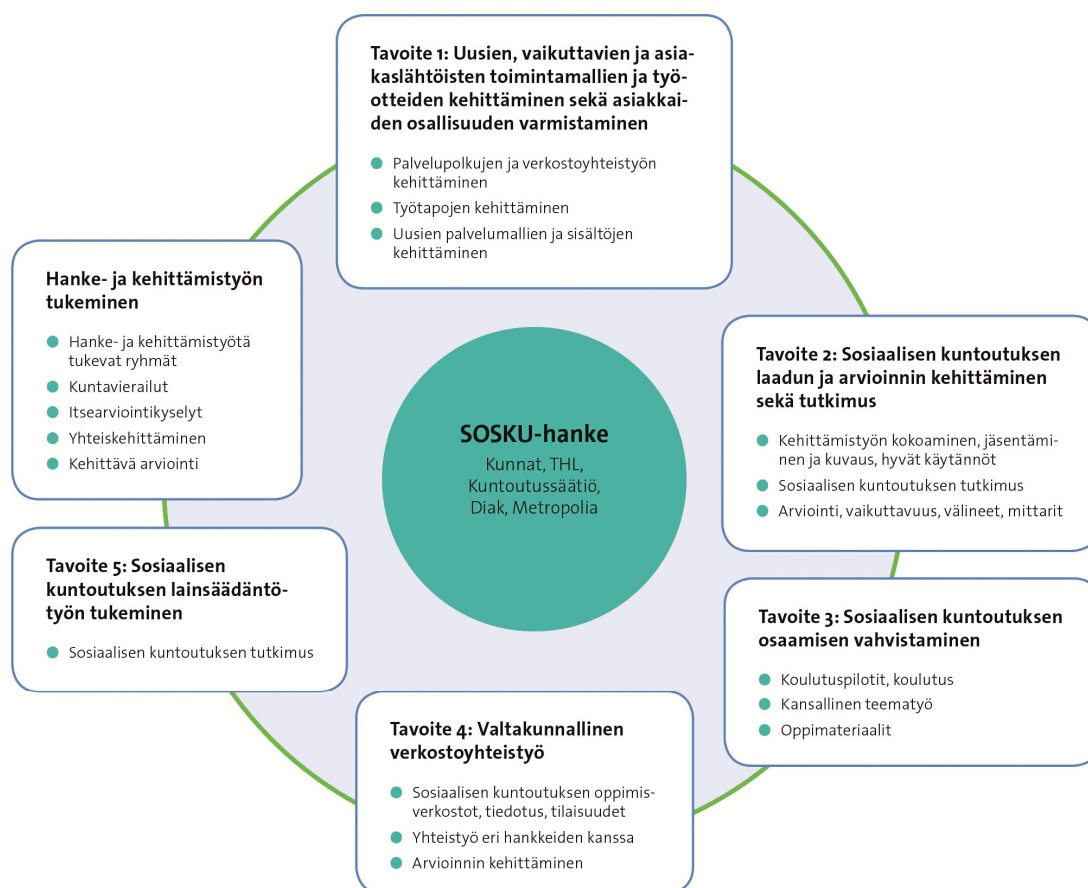 Tavoite 1: Uusien, vaikuttavien ja asia-
kaslähtöisten toimintamallien ja työ-
otteiden kehittäminen sekä asiakkai-
den osallisuuden varmistaminen
Palvelupolkujen ja verkostoyhteistyön
kehittäminen
Työtapojen kehittäminen
Uusien palvelumallien ja sisältöjen
kehittäminen
Hanke- ja kehittämistyön
tukeminen
Hanke- ja kehittämistyötä
tukevat ryhmät
Kuntavierailut
Itsearviointikyselyt
Yhteiskehittäminen
Kehittävä arviointi
SOSKU-hanke
Kunnat, THL,
Kuntoutussäätiö,
Diak, Metropolia
Tavoite 2: Sosiaalisen kuntoutuksen
laadun ja arvioinnin kehittäminen
sekä tutkimus
Kehittämistyön kokoaminen, jäsentämi-
nen ja kuvaus, hyvät käytännöt
Sosiaalisen kuntoutuksen tutkimus
Arviointi, vaikuttavuus, välineet, mittarit
Tavoite 5: Sosiaalisen
kuntoutuksen lainsäädäntö-
työn tukeminen
Sosiaalisen kuntoutuksen tutkimus
Tavoite 3: Sosiaalisen kuntoutuksen
osaamisen vahvistaminen
Koulutuspilotit, koulutus
Kansallinen teematyö
Oppimateriaalit
Tavoite 4: Valtakunnallinen
verkostoyhteistyö
Sosiaalisen kuntoutuksen oppimis-
verkostot, tiedotus, tilaisuudet
Yhteistyö eri hankkeiden kanssa
Arvioinnin kehittäminen